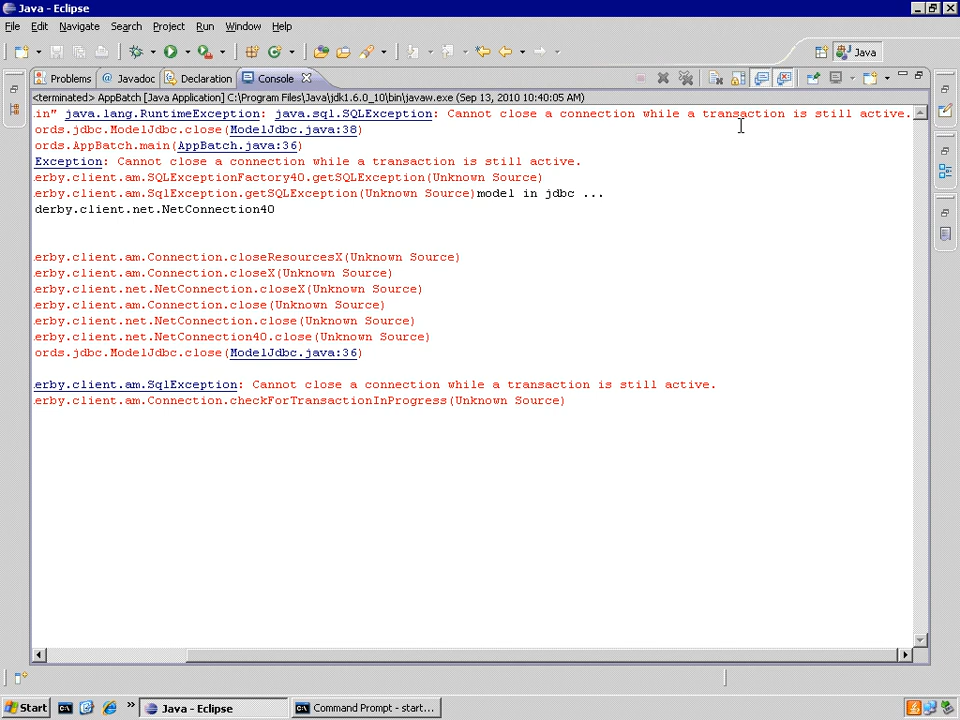 Java - Eclipse
File Edit Navigate Search Project Run Window Help
Java
Problems @ Javadoc Declaration Console
<terminated> AppBatch [Java Application] C:\Program Files\Java\jdk1.6.0_10\bin\javaw.exe (Sep 13, 2010 10:40:05 AM)
in" java.lang.RuntimeException: java.sql.SQLException: Cannot close a connection while a transaction is still active.
ords.jdbc.ModelJdbc.close(ModelJdbc.java:38)
ords.AppBatch.main(AppBatch.java:36)
Exception: Cannot close a connection while a transaction is still active.
erby.client.am.SQLExceptionFactory40.getSQLException(Unknown Source)
erby.client.am.SqlException.getSQLException(Unknown Source)model in jdbc ...
derby.client.net.NetConnection40
erby.client.am.Connection.closeResourcesX(Unknown Source)
erby.client.am.Connection.closeX(Unknown Source)
erby.client.net.NetConnection.closeX(Unknown Source)
erby.client.am.Connection.close(Unknown Source)
erby.client.net.NetConnection.close(Unknown Source)
erby.client.net.NetConnection40.close(Unknown Source)
ords.jdbc.ModelJdbc.close(ModelJdbc.java:36)
erby.client.am.SqlException: Cannot close a connection while a transaction is still active.
erby.client.am.Connection.checkForTransactionInProgress(Unknown Source)
Start » Java - Eclipse Command Prompt - start...